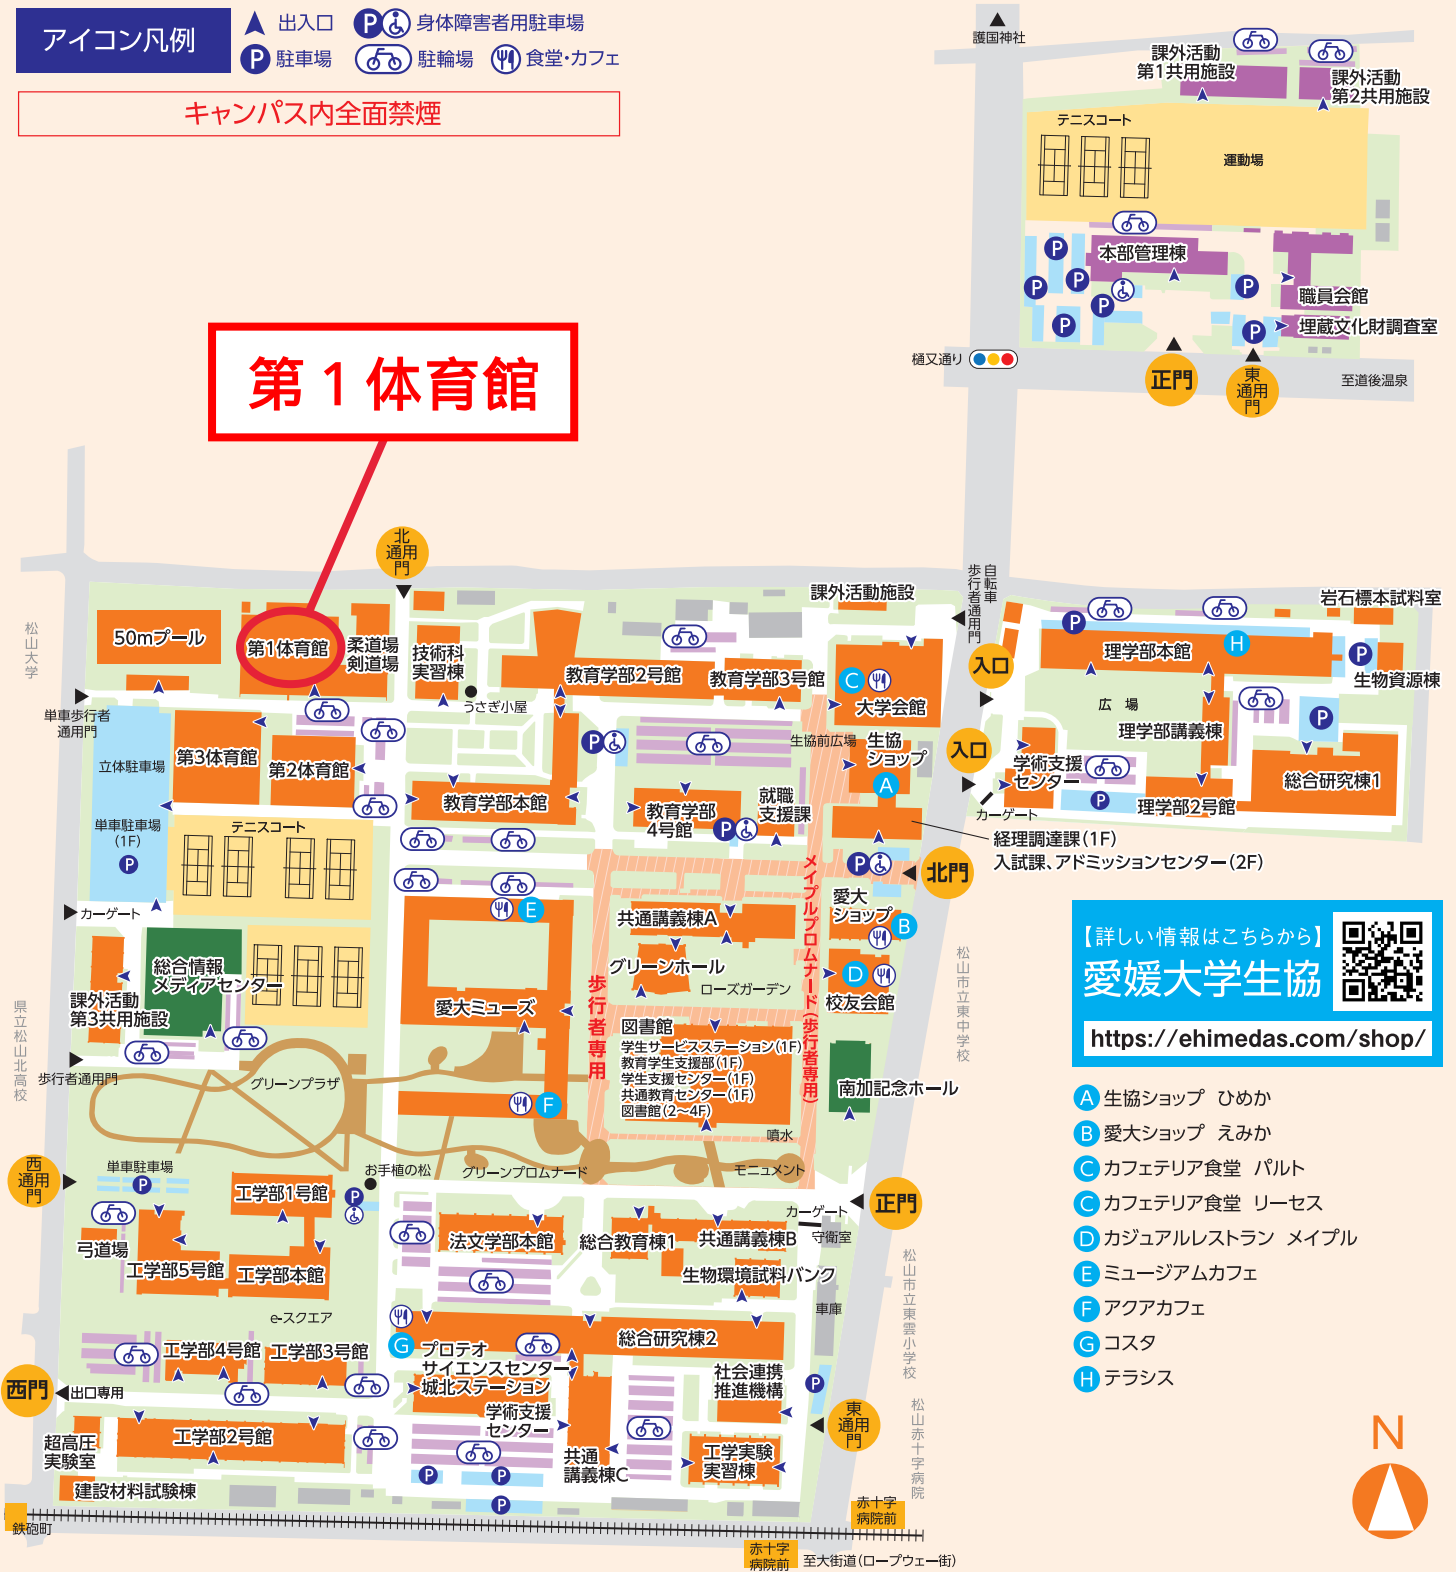 アイコン凡例
出入口
身体障害者用駐車場
P 駐車場
駐輪場
食堂・カフェ
キャンパス内全面禁煙
護国神社
課外活動
第1共用施設
課外活動
第2共用施設
テニスコート
運動場
本部管理棟
職員会館
埋蔵文化財調査室
樋又通り
正門
東
通用
門
至道後温泉
第1体育館
北
通用
門
松山大学
50mプール
第1体育館
柔道場
剣道場
技術科
実習棟
うさぎ小屋
教育学部2号館
教育学部3号館
課外活動施設
大学会館
自転車
歩行者通用門
入口
理学部本館
岩石標本試料室
生物資源棟
広場
理学部講義棟
単車歩行者
通用門
立体駐車場
第3体育館
第2体育館
生協前広場
生協
ショップ
A
入口
学術支援
センター
カーゲート
理学部2号館
総合研究棟1
単車駐車場
(1F)
テニスコート
教育学部本館
教育学部
4号館
就職
支援課
経理調達課(1F)
入試課、アドミッションセンター(2F)
北門
カーゲート
総合情報
メディアセンター
課外活動
第3共用施設
歩行者通用門
県立松山北高校
愛大ミューズ
E
F
歩行者専用
共通講義棟A
グリーンホール
ローズガーデン
メイプルプロムナード(歩行者専用)
愛大
ショップ
B
C
D
H
校友会館
松山市立東中学校
図書館
学生サービスステーション(1F)
教育学生支援部(1F)
学生支援センター(1F)
共通教育センター(1F)
図書館(2〜4F)
南加記念ホール
グリーンプラザ
噴水
モニュメント
グリーンプロムナード
お手植の松
西
通用
門
単車駐車場
工学部1号館
弓道場
工学部5号館
工学部本館
e-スクエア
法文学部本館
総合教育棟1
共通講義棟B
生物環境試料バンク
カーゲート
守衛室
正門
車庫
松山市立東雲小学校
総合研究棟2
G
プロテオ
サイエンスセンター
城北ステーション
学術支援
センター
社会連携
推進機構
工学部4号館
工学部3号館
西門
出口専用
工学部2号館
超高圧
実験室
建設材料試験棟
共通
講義棟C
工学実験
実習棟
東
通用
門
松山赤十字病院
鉄砲町
赤十字
病院前
赤十字
病院前
至大街道(ロープウェー街)
【詳しい情報はこちらから】
愛媛大学生協
https://ehimedas.com/shop/
A 生協ショップ ひめか
B 愛大ショップ えみか
C カフェテリア食堂 パルト
C カフェテリア食堂 リーセス
D カジュアルレストラン メイプル
E ミュージアムカフェ
F アクアカフェ
G コスタ
H テラシス
N